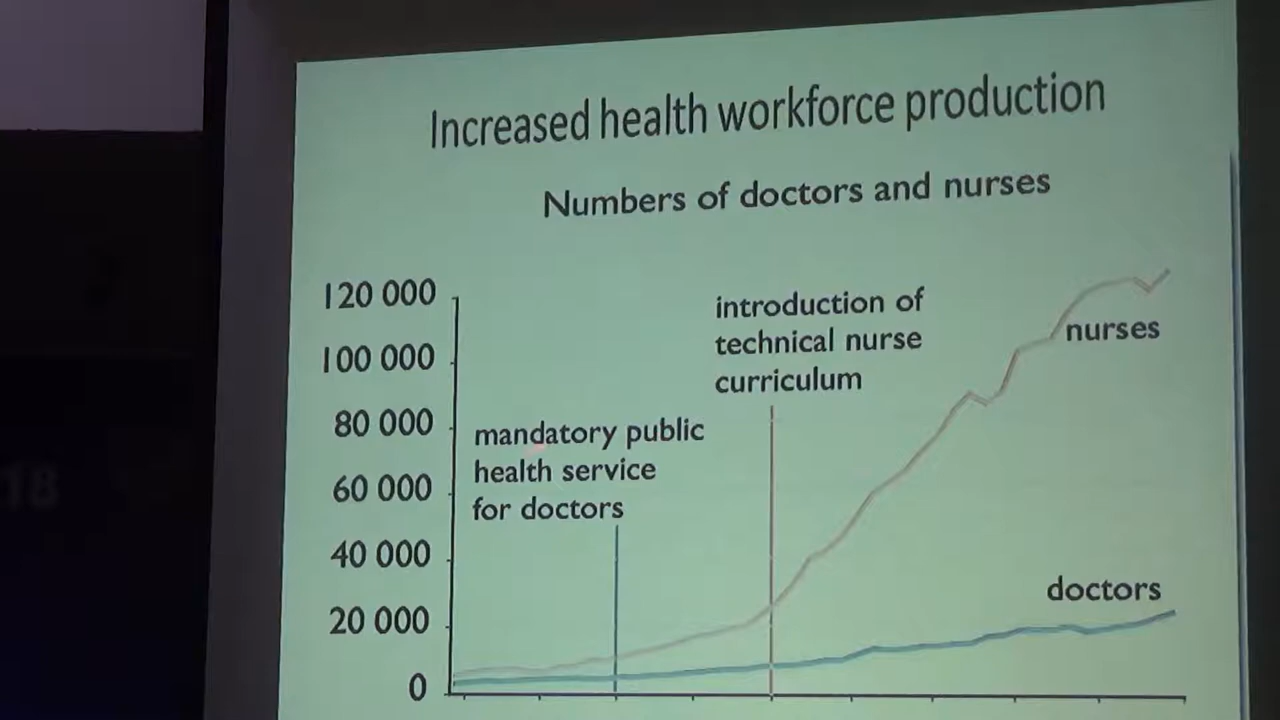 Increased health workforce production
Numbers of doctors and nurses
120 000
100 000
80 000
60 000
40 000
20 000
0
mandatory public
health service
for doctors
introduction of
technical nurse
curriculum
nurses
doctors
18